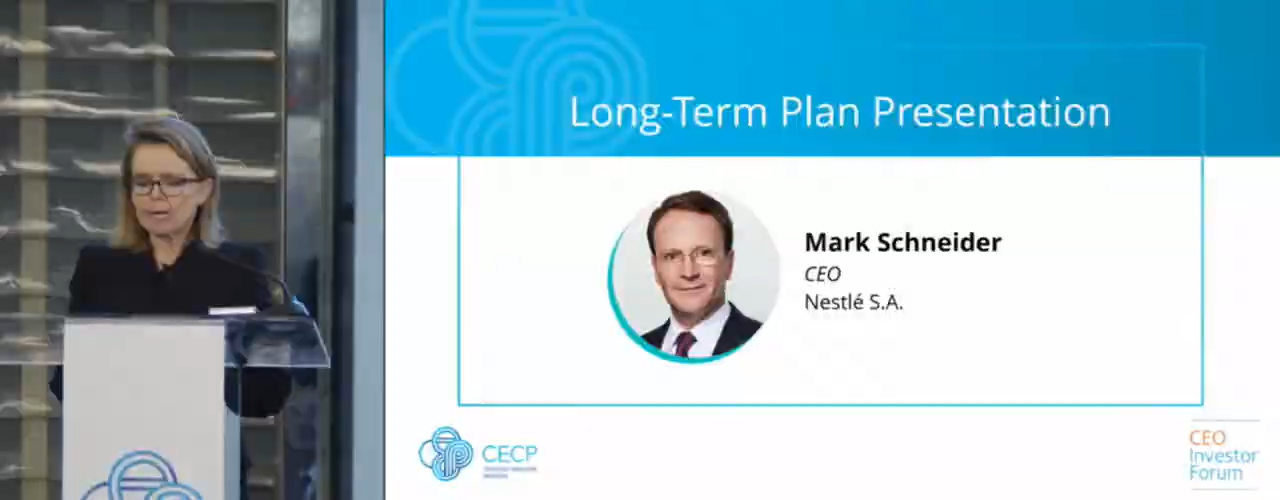 Long-Term Plan Presentation
Mark Schneider
CEO
Nestlé S.A.
CECP
CEO
Investor
Forum